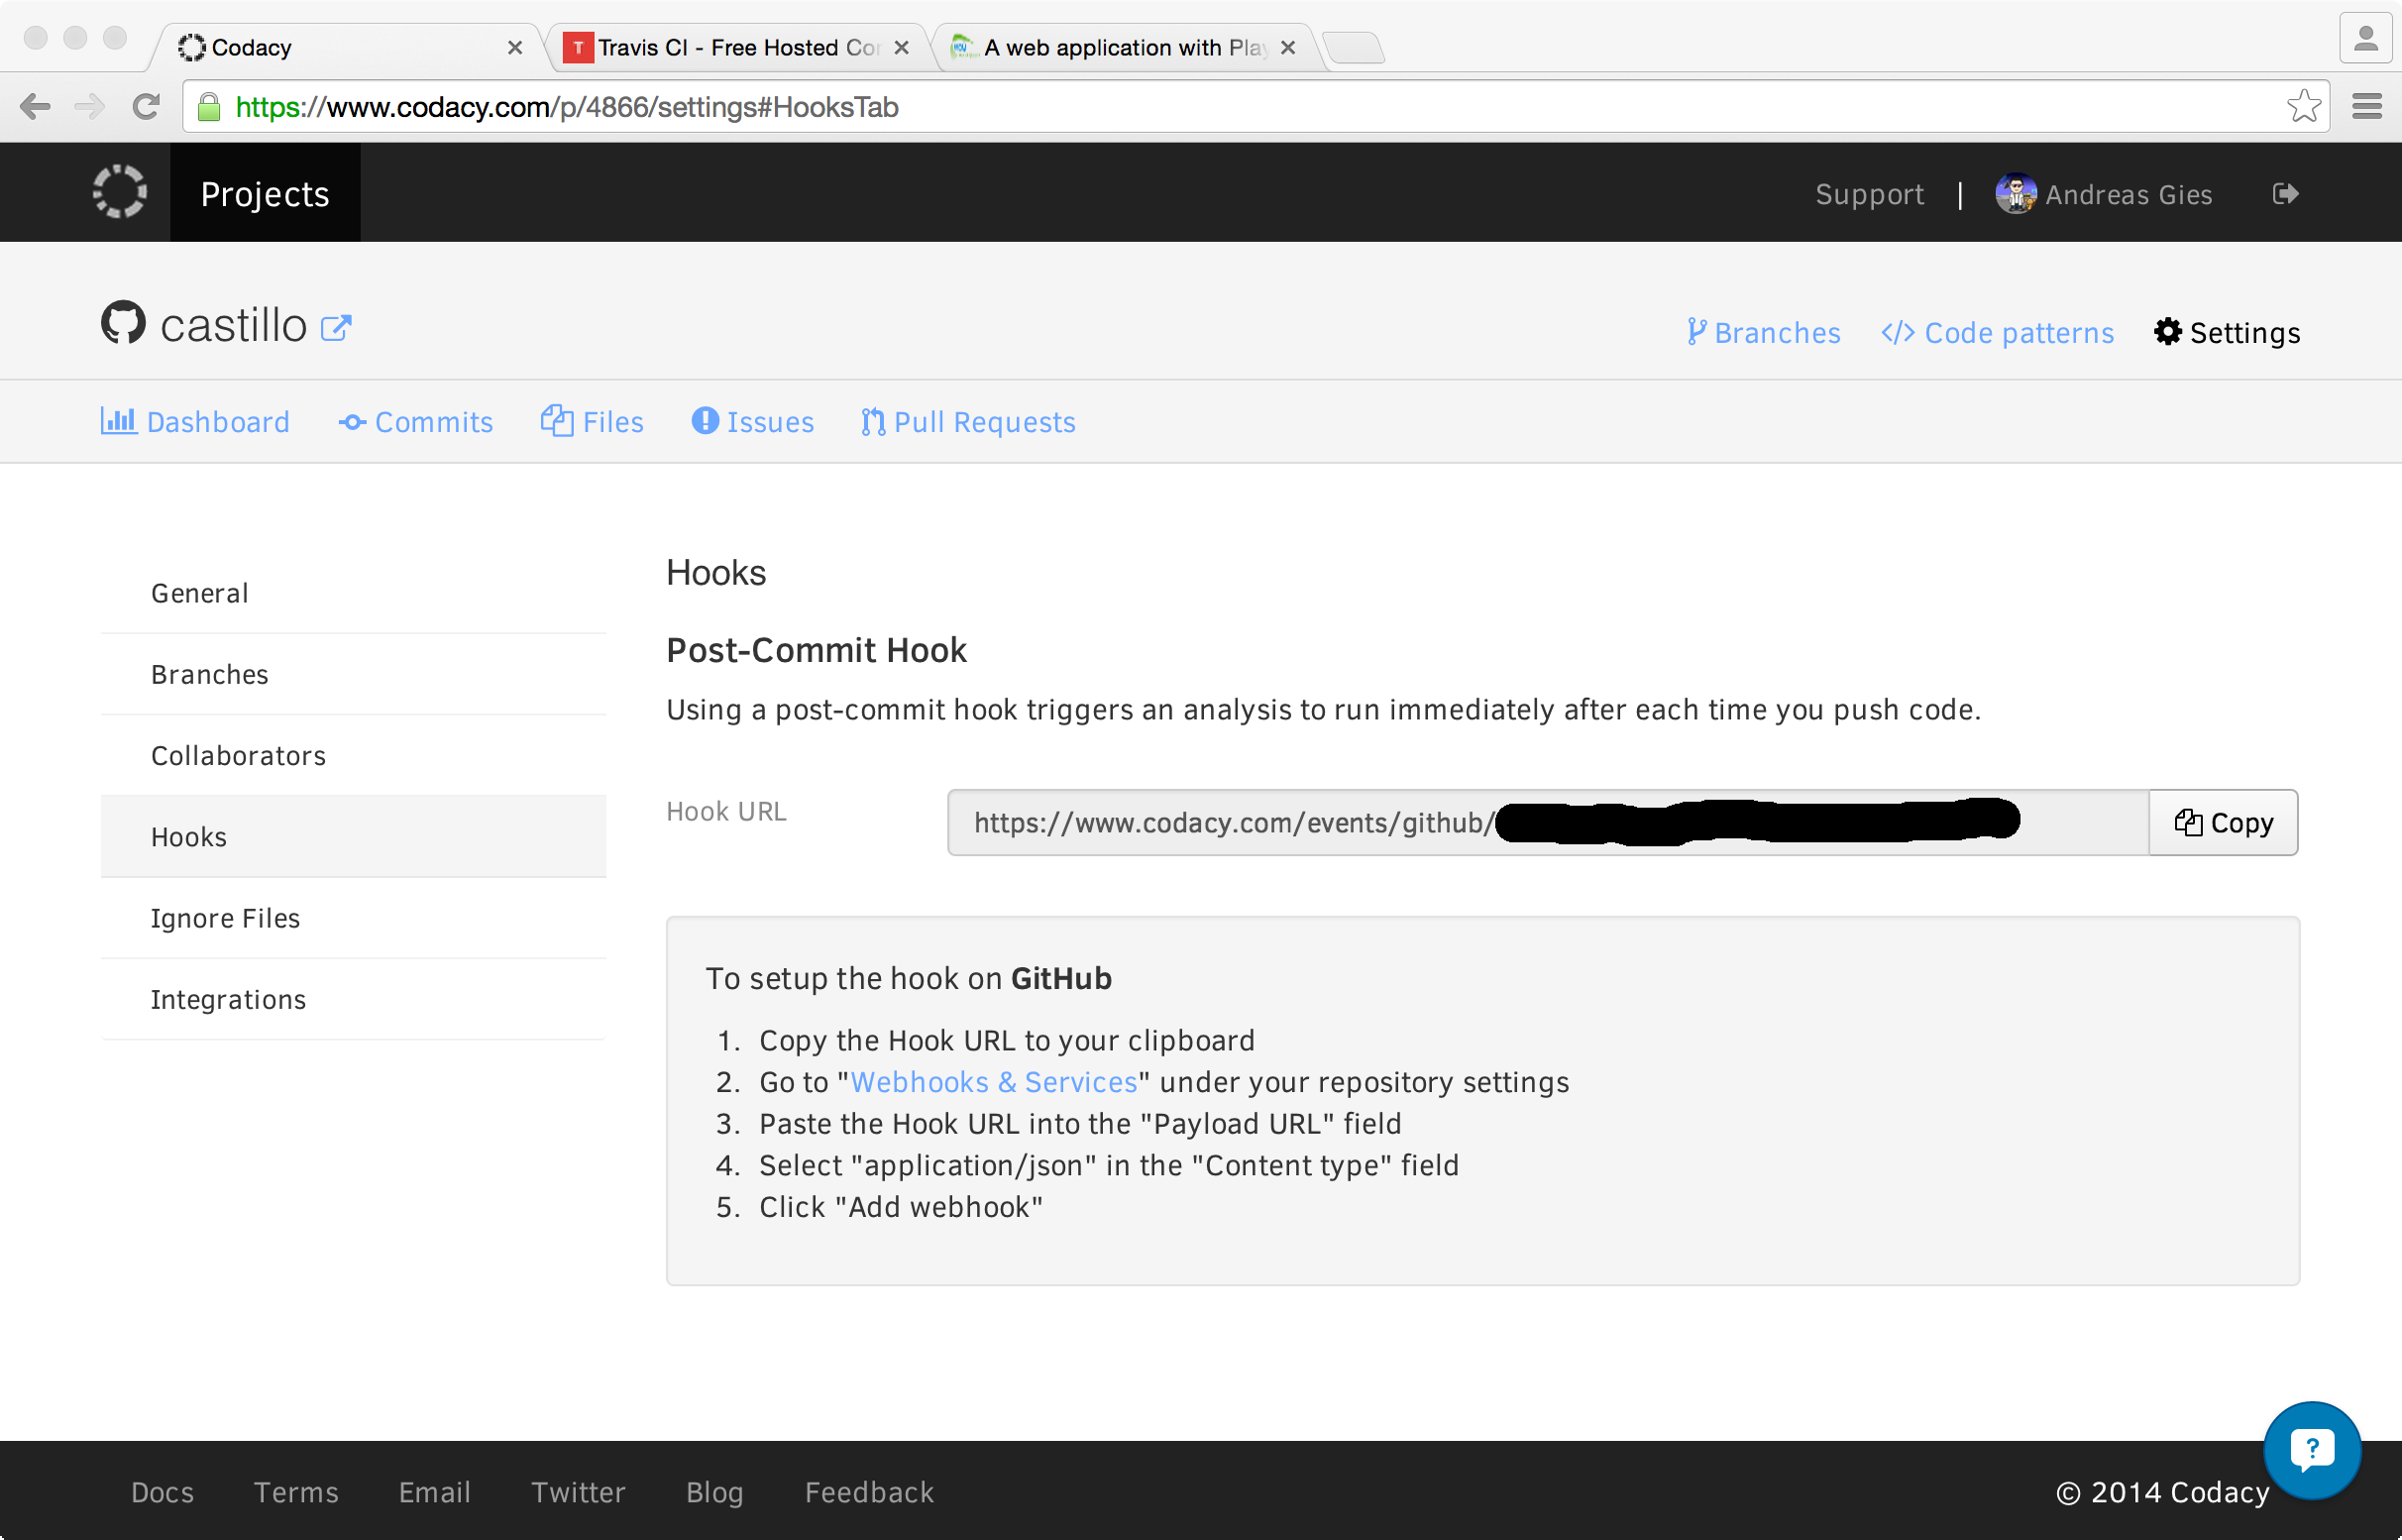 Codacy
Travis CI - Free Hosted Cor
A web application with Play
https://www.codacy.com/p/4866/settings#HooksTab
Projects
Support | Andreas Gies
castillo
Branches </> Code patterns Settings
Dashboard Commits Files Issues Pull Requests
General
Branches
Collaborators
Hooks
Ignore Files
Integrations
Hooks
Post-Commit Hook
Using a post-commit hook triggers an analysis to run immediately after each time you push code.
Hook URL
https://www.codacy.com/events/github/
Copy
To setup the hook on GitHub
1. Copy the Hook URL to your clipboard
2. Go to "Webhooks & Services" under your repository settings
3. Paste the Hook URL into the "Payload URL" field
4. Select "application/json" in the "Content type" field
5. Click "Add webhook"
Docs Terms Email Twitter Blog Feedback
© 2014 Codacy